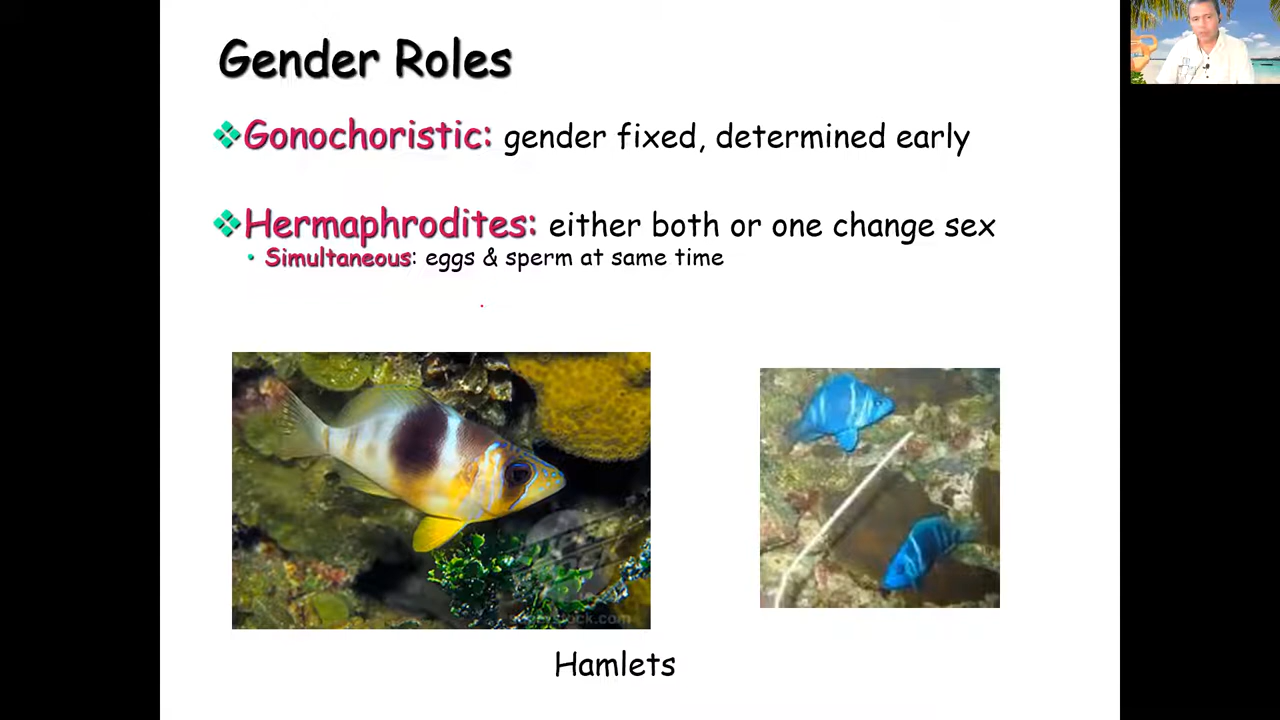 Gender Roles
Gonochoristic: gender fixed, determined early
Hermaphrodites: either both or one change sex
Simultaneous: eggs & sperm at same time
Hamlets